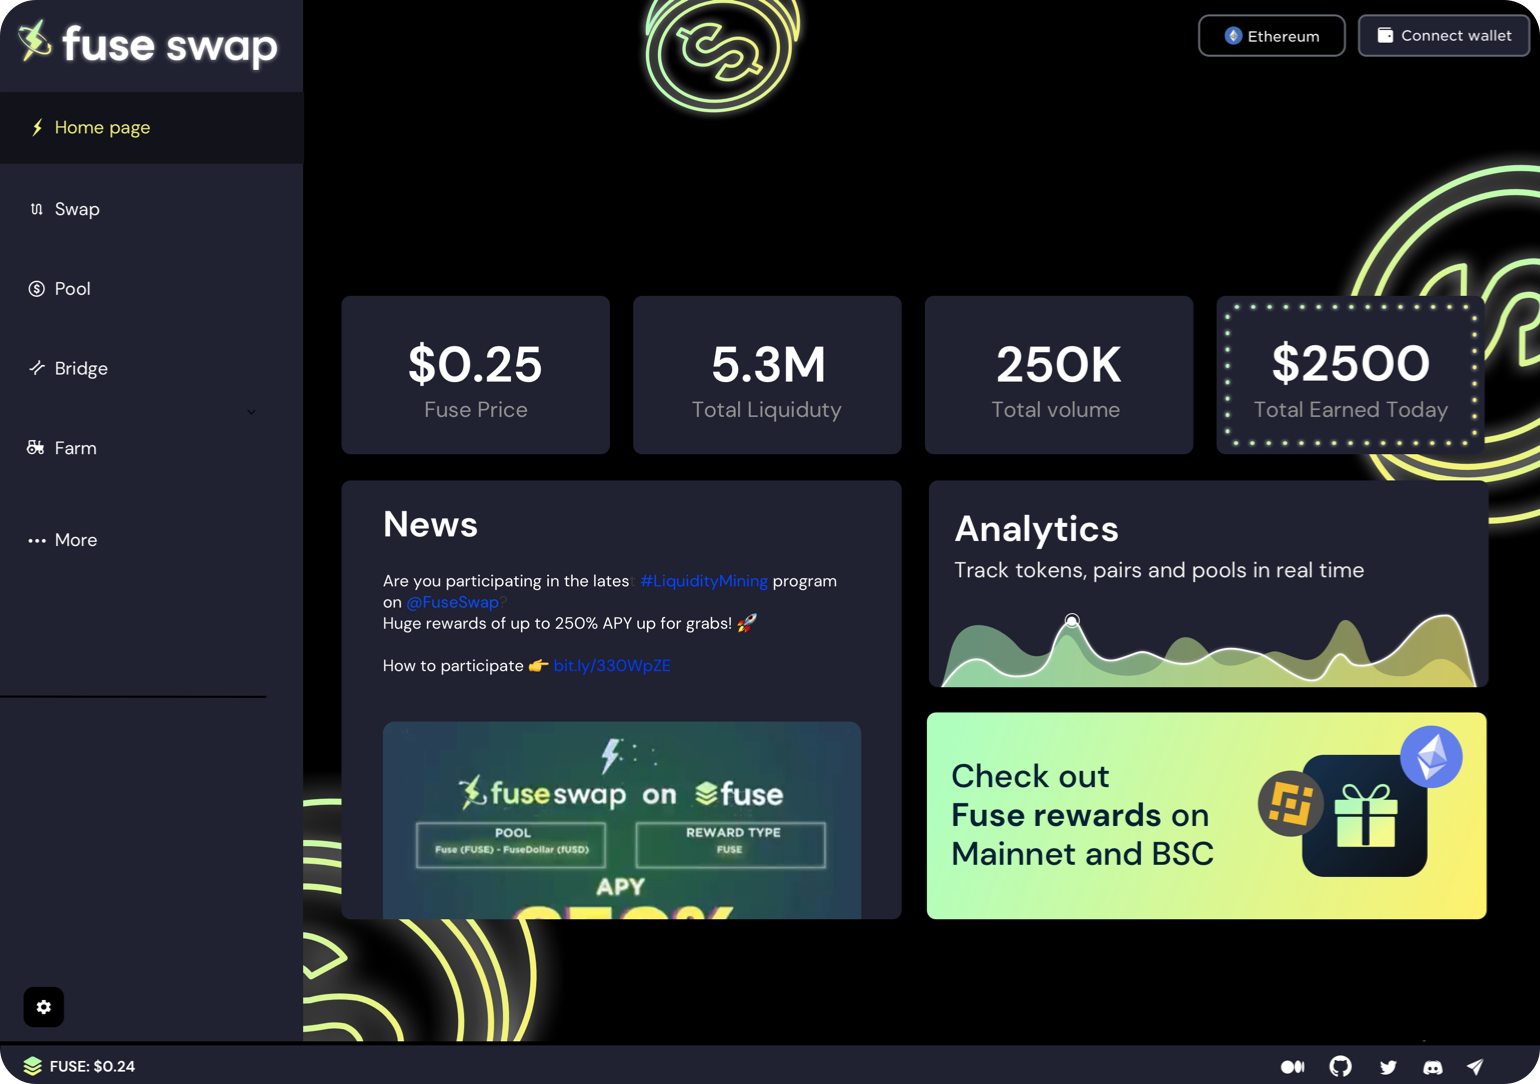 fuse swap
Ethereum
Connect wallet
Home page
Swap
Pool
Bridge
Farm
More
$0.25
Fuse Price
5.3M
Total Liquiduty
250K
Total volume
$2500
Total Earned Today
News
Are you participating in the latest #LiquidityMining program
on @FuseSwap?
Huge rewards of up to 250% APY up for grabs! 🚀
How to participate 👉 bit.ly/330WpZE
fuseswap on fuse
POOL
Fuse (FUSE) - FuseDollar (fUSD)
REWARD TYPE
FUSE
APY
250%
Analytics
Track tokens, pairs and pools in real time
Check out
Fuse rewards on
Mainnet and BSC
FUSE: $0.24